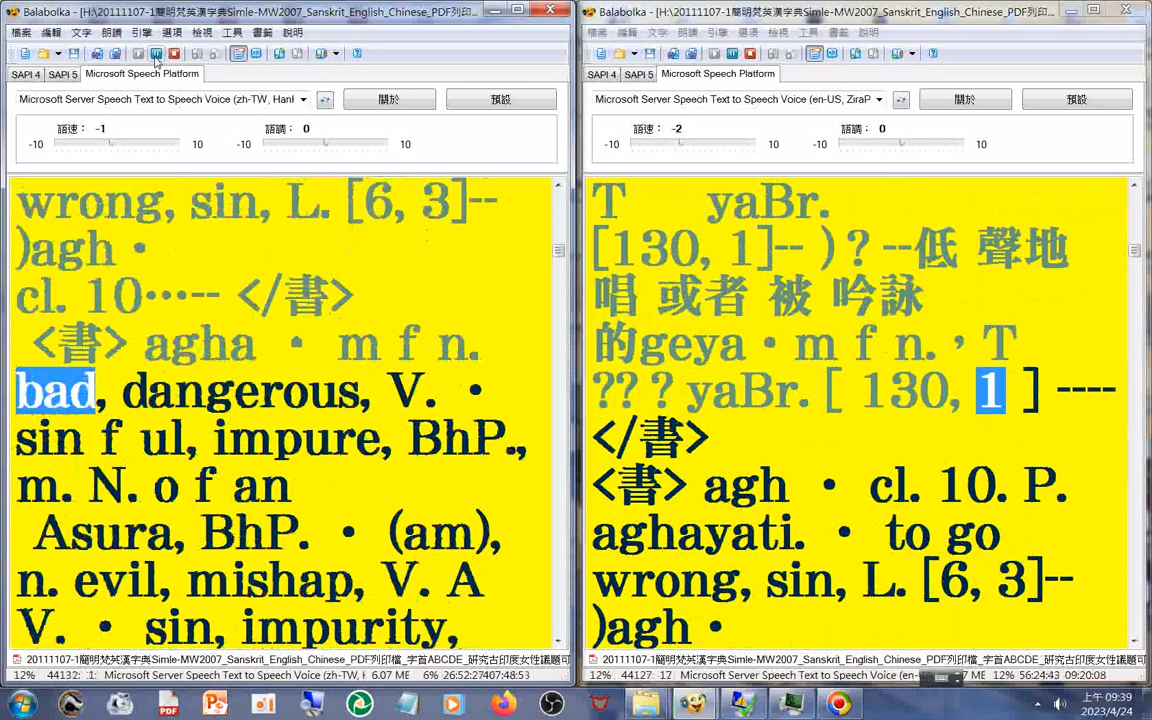 Balabolka - [H:\20111107-1簡明梵英漢字典Simle-MW2007_Sanskrit_English_Chinese_PDF列印...
檔案 編輯 文字 朗讀 引擎 選項 檢視 工具 書籤 說明
SAPI 4 SAPI 5 Microsoft Speech Platform
Microsoft Server Speech Text to Speech Voice (zh-TW, Hanl
關於 預設
語速： -1 語調： 0
-10 10 -10 10
wrong, sin, L. [6, 3]--
)agh •
cl. 10…-- </書>
<書> agha • m f n.
bad, dangerous, V. •
sin f ul, impure, BhP.,
m. N. o f an
Asura, BhP. • (am),
n. evil, mishap, V. A
V. • sin, impurity,
20111107-1簡明梵英漢字典Simle-MW2007_Sanskrit_English_Chinese_PDF列印檔_字首ABCDE_研究古印度女性議題可
12% 44132: :1: Microsoft Server Speech Text to Speech Voice (zh-TW, H 6.07 MB 6% 26:52:27407:48:53
Balabolka - [H:\20111107-1簡明梵英漢字典Simle-MW2007_Sanskrit_English_Chinese_PDF列印...
檔案 編輯 文字 朗讀 引擎 選項 檢視 工具 書籤 說明
SAPI 4 SAPI 5 Microsoft Speech Platform
Microsoft Server Speech Text to Speech Voice (en-US, ZiraP
關於 預設
語速： -2 語調： 0
-10 10 -10 10
T yaBr.
[130, 1]-- ) ? --低 聲地
唱 或者 被 吟詠
的geya • m f n.，T
?? ? yaBr. [ 130, 1 ] ----
</書>
<書> agh • cl. 10. P.
aghayati. • to go
wrong, sin, L. [6, 3]--
)agh •
20111107-1簡明梵英漢字典Simle-MW2007_Sanskrit_English_Chinese_PDF列印檔_字首ABCDE_研究古印度女性議題可
12% 44127: :12 Microsoft Server Speech Text to Speech Voice (en- 12% 56:24:43 09:20:08
PDF
上午 09:39
2023/4/24